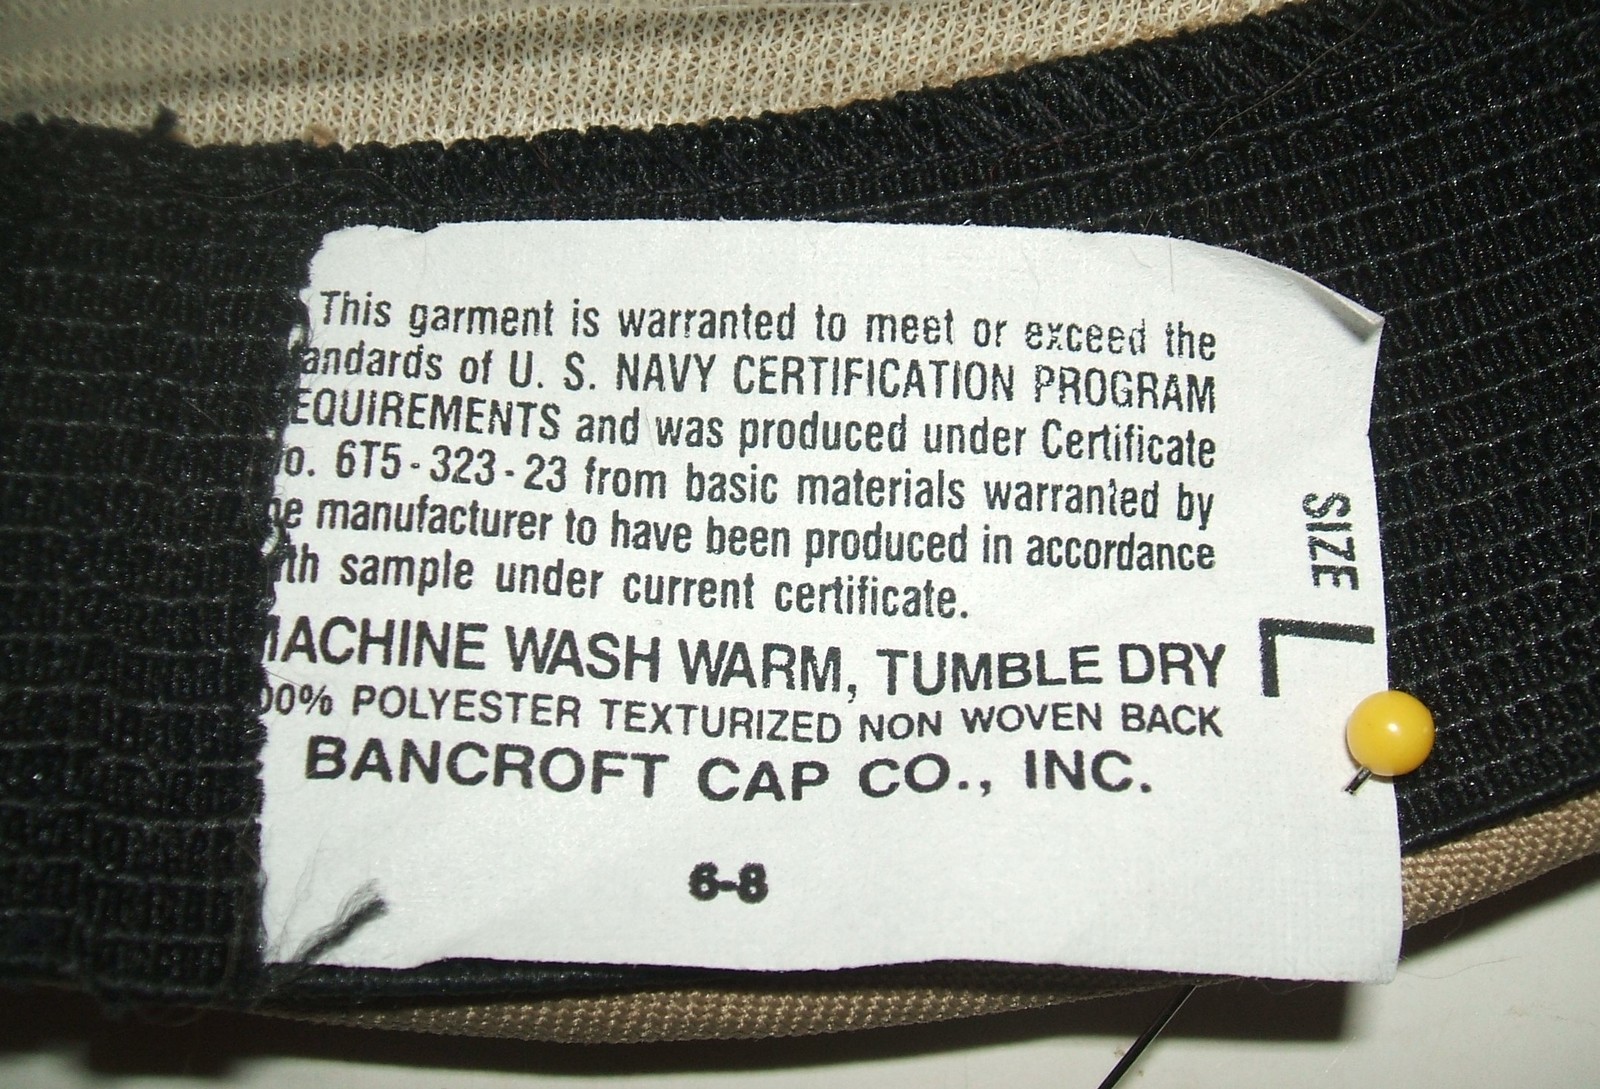 This garment is warranted to meet or exceed the
andards of U. S. NAVY CERTIFICATION PROGRAM
EQUIREMENTS and was produced under Certificate
o. 6T5-323-23 from basic materials warranted by
he manufacturer to have been produced in accordance
th sample under current certificate.
MACHINE WASH WARM, TUMBLE DRY
00% POLYESTER TEXTURIZED NON WOVEN BACK
BANCROFT CAP CO., INC.
6-8
SIZE L